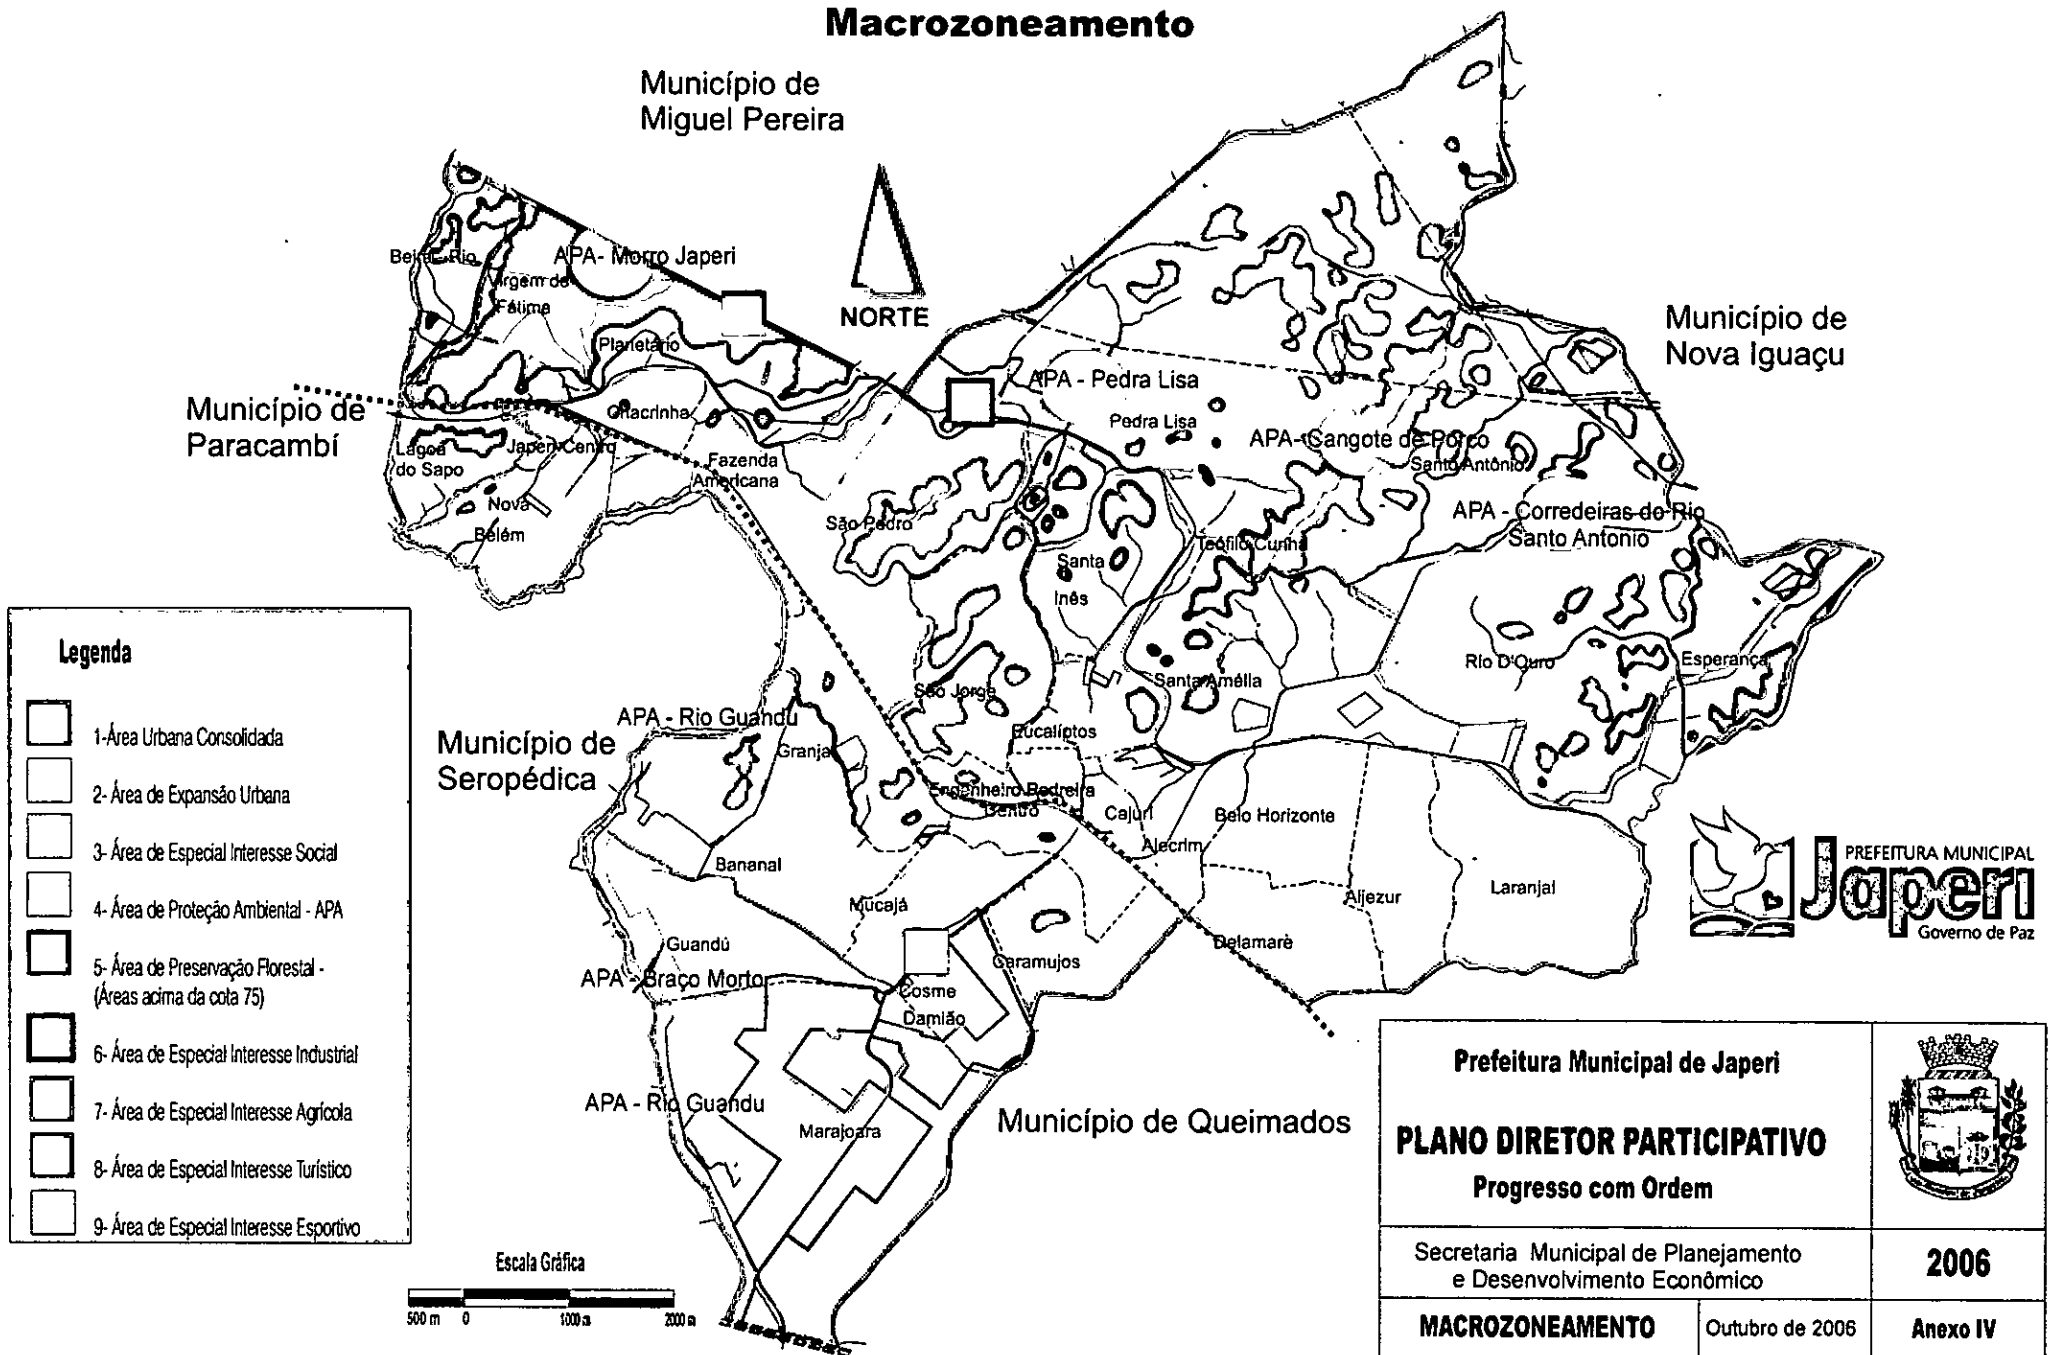 Macrozoneamento
Município de
Miguel Pereira
NORTE
Município de
Nova Iguaçu
Município de
Paracambí
Município de
Seropédica
Município de Queimados
Beira Rio
APA- Morro Japeri
Virgem de
Fátima
Planetário
Chacrinha
Lagoa
do Sapo
Japeri Centro
Nova
Belém
Fazenda
Americana
APA - Pedra Lisa
Pedra Lisa
APA- Cangote de Porco
Santo Antônio
APA - Corredeiras do Rio
Santo Antonio
São Pedro
Santa
Inês
Teófilo Cunha
Rio D'Ouro
Esperança
Santa Amélia
São Jorge
Eucalíptos
APA - Rio Guandu
Granja
Engenheiro Pedreira
Centro
Cajuri
Alecrim
Belo Horizonte
Bananal
Mucajá
Aljezur
Laranjal
Guandú
APA - Braço Morto
Delamare
Caramujos
Cosme
Damião
APA - Rio Guandu
Marajoara
Legenda
1-Área Urbana Consolidada
2- Área de Expansão Urbana
3- Área de Especial Interesse Social
4- Área de Proteção Ambiental - APA
5- Área de Preservação Florestal -
(Áreas acima da cota 75)
6- Área de Especial Interesse Industrial
7- Área de Especial Interesse Agrícola
8- Área de Especial Interesse Turístico
9- Área de Especial Interesse Esportivo
Escala Gráfica
500 m 0 1000 m 2000 m
PREFEITURA MUNICIPAL
Japeri
Governo de Paz
Prefeitura Municipal de Japeri
PLANO DIRETOR PARTICIPATIVO
Progresso com Ordem
Secretaria Municipal de Planejamento
e Desenvolvimento Econômico
2006
MACROZONEAMENTO
Outubro de 2006
Anexo IV